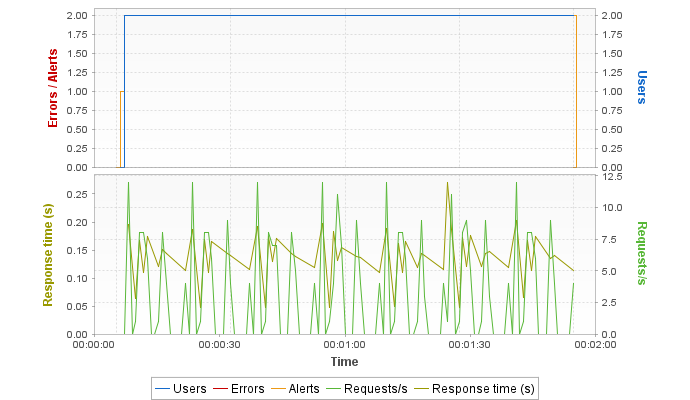 2.00 2.00
1.75 1.75
1.50 1.50
1.25 1.25
1.00 1.00
0.75 0.75
0.50 0.50
0.25 0.25
0.00 0.00
Errors / Alerts
Users
12.5
0.25
10.0
0.20
7.5
0.15
5.0
0.10
2.5
0.05
0.00 0.0
Response time (s)
Requests/s
00:00:00 00:00:30 00:01:00 00:01:30 00:02:00
Time
Users Errors Alerts Requests/s Response time (s)